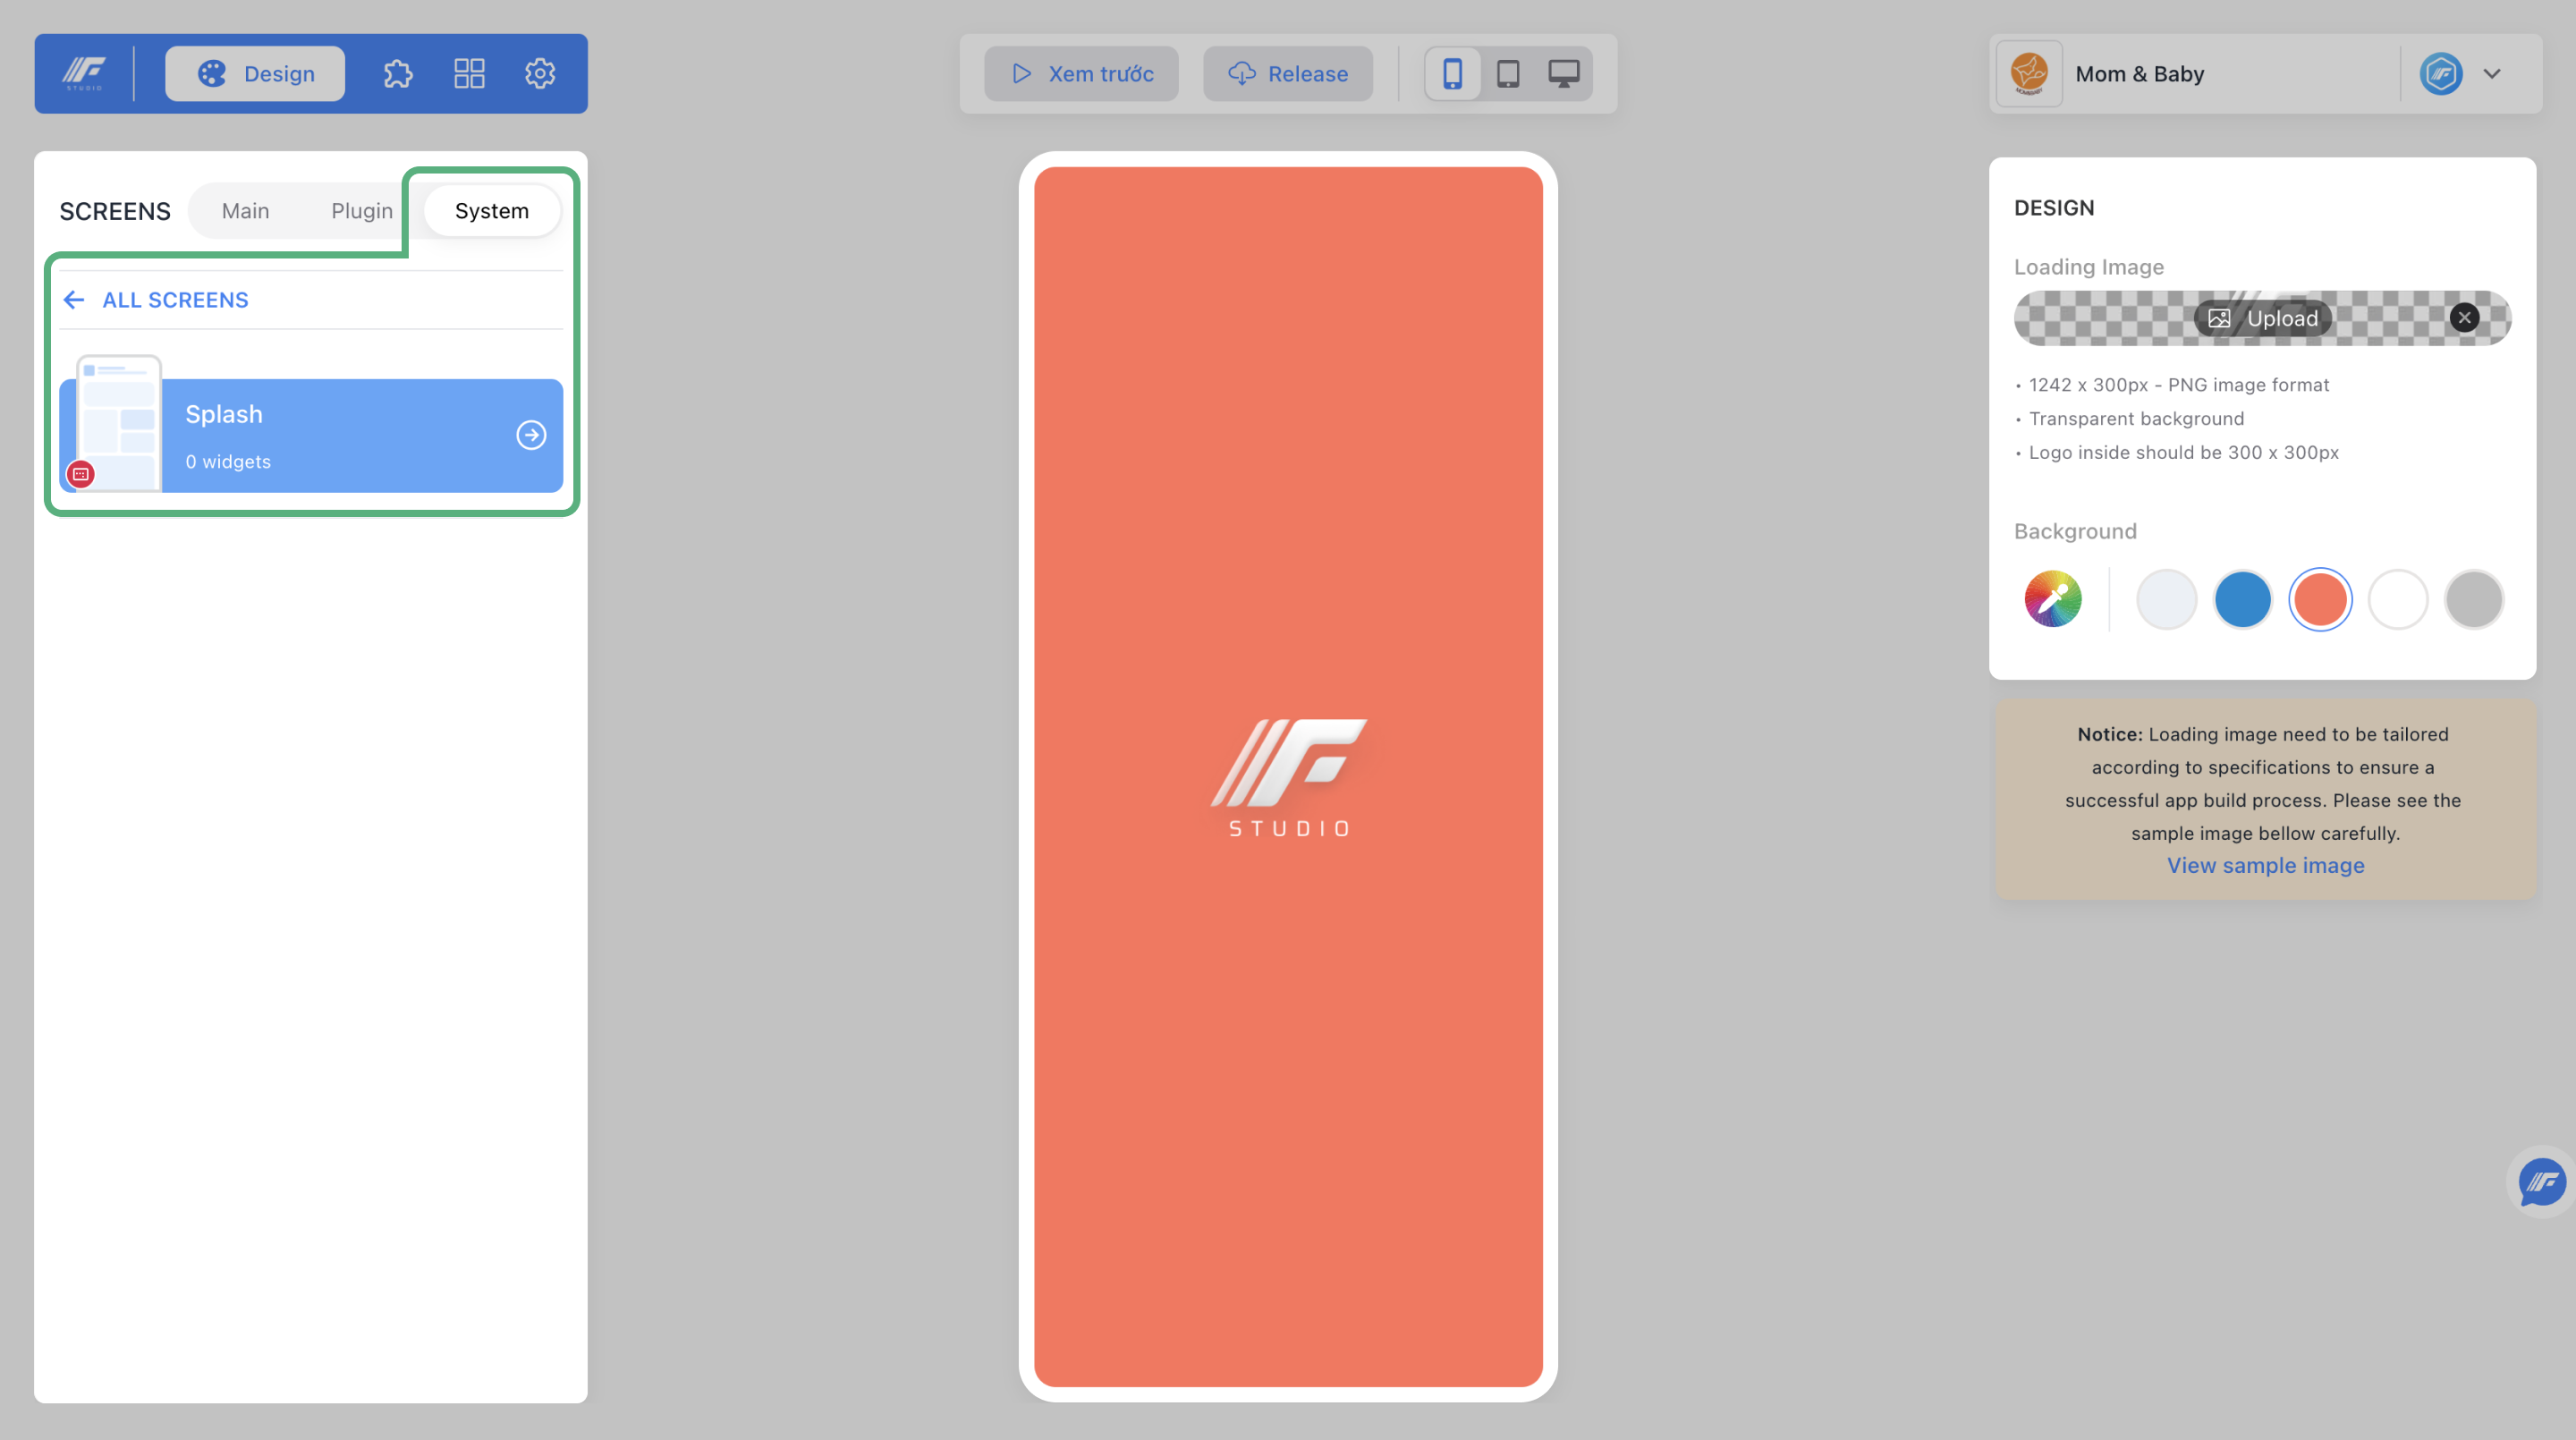 STUDIO
Design
Xem trước
Release
Mom & Baby
SCREENS
Main
Plugin
System
ALL SCREENS
Splash
0 widgets
STUDIO
DESIGN
Loading Image
Upload
• 1242 x 300px - PNG image format
• Transparent background
• Logo inside should be 300 x 300px
Background
Notice: Loading image need to be tailored
according to specifications to ensure a
successful app build process. Please see the
sample image bellow carefully.
View sample image